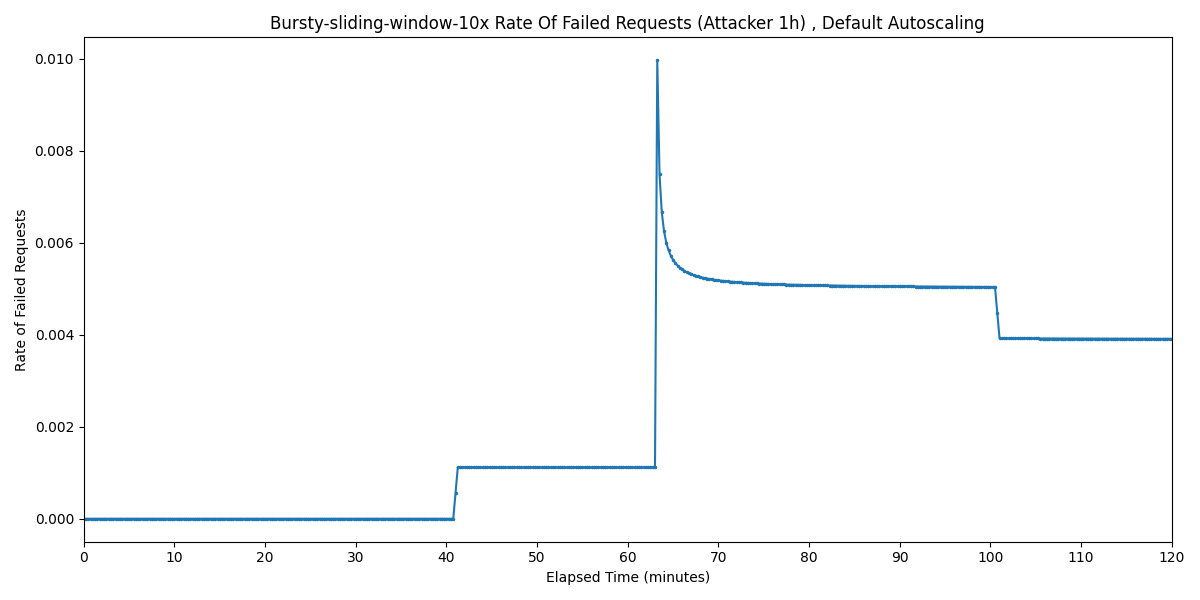 Bursty-sliding-window-10x Rate Of Failed Requests (Attacker 1h) , Default Autoscaling
0.010
0.008
0.006
0.004
0.002
0.000
Rate of Failed Requests
0 10 20 30 40 50 60 70 80 90 100 110 120
Elapsed Time (minutes)